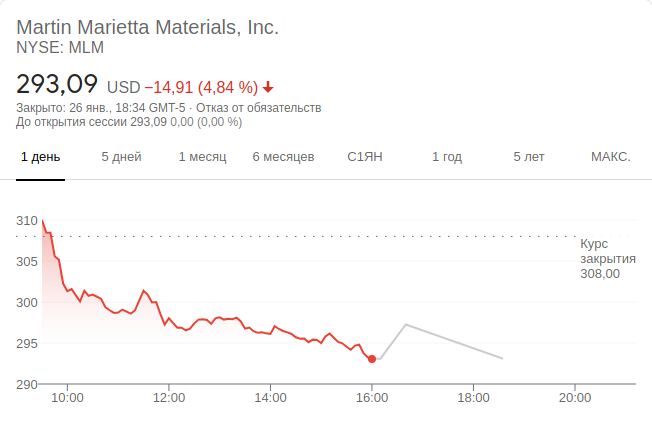 Martin Marietta Materials, Inc.
NYSE: MLM
293,09 USD −14,91 (4,84 %)
Закрыто: 26 янв., 18:34 GMT-5 · Отказ от обязательств
До открытия сессии 293,09 0,00 (0,00 %)
1 день 5 дней 1 месяц 6 месяцев С1ЯН 1 год 5 лет МАКС.
310
Курс
закрытия
308,00
305
300
295
290
10:00 12:00 14:00 16:00 18:00 20:00